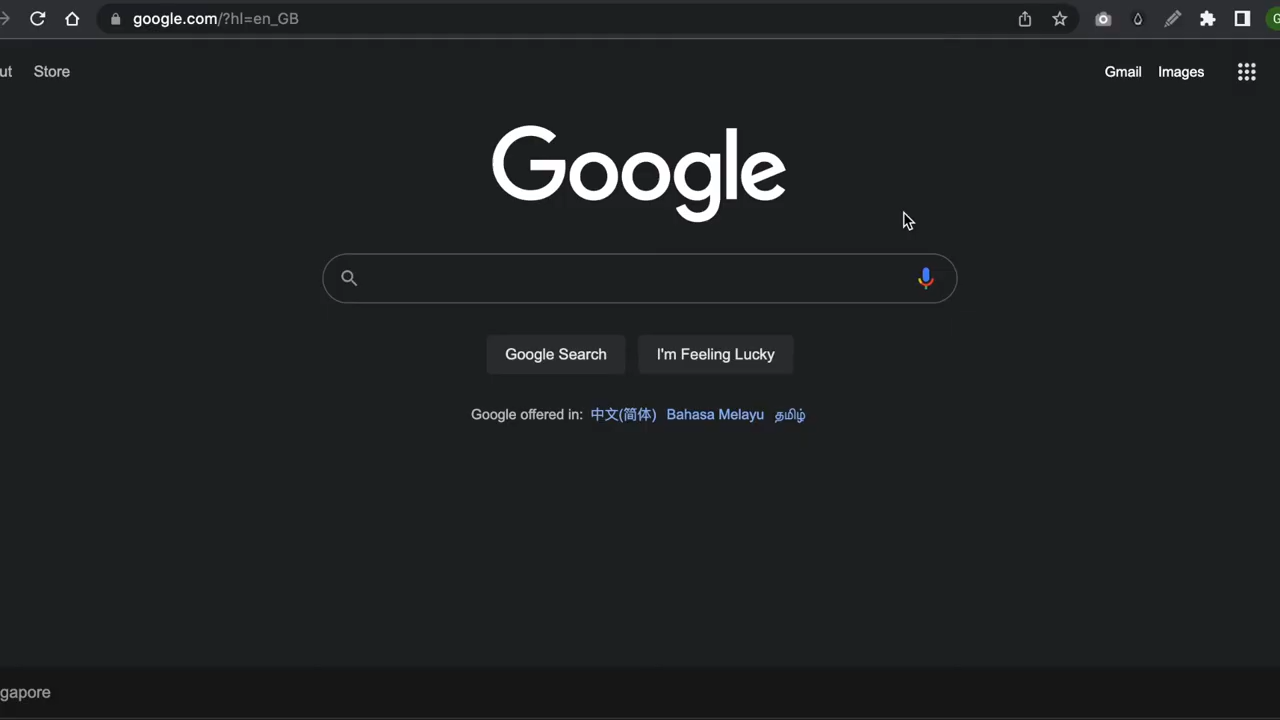 google.com/?hl=en_GB
ut Store Gmail Images
Google
Google Search I'm Feeling Lucky
Google offered in: 中文(简体) Bahasa Melayu தமிழ்
gapore